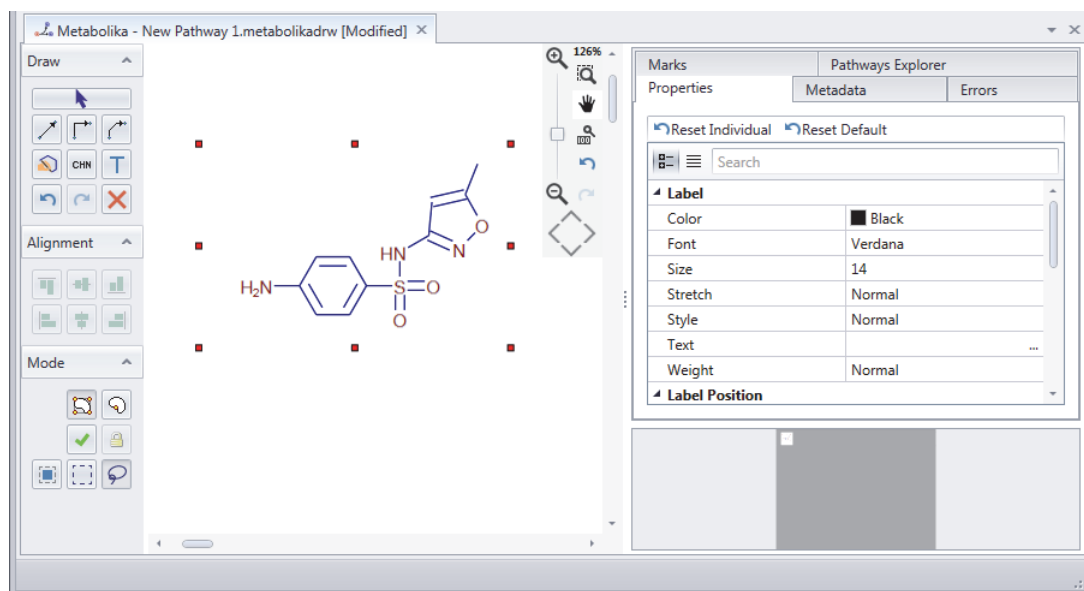 Metabolika - New Pathway 1.metabolikadrw [Modified] ×
Draw
CHN T
Alignment
Mode
126%
100
O
N
HN
H₂N
S
O
O
Marks
Pathways Explorer
Properties
Metadata
Errors
Reset Individual
Reset Default
Search
Label
Color Black
Font Verdana
Size 14
Stretch Normal
Style Normal
Text ...
Weight Normal
Label Position